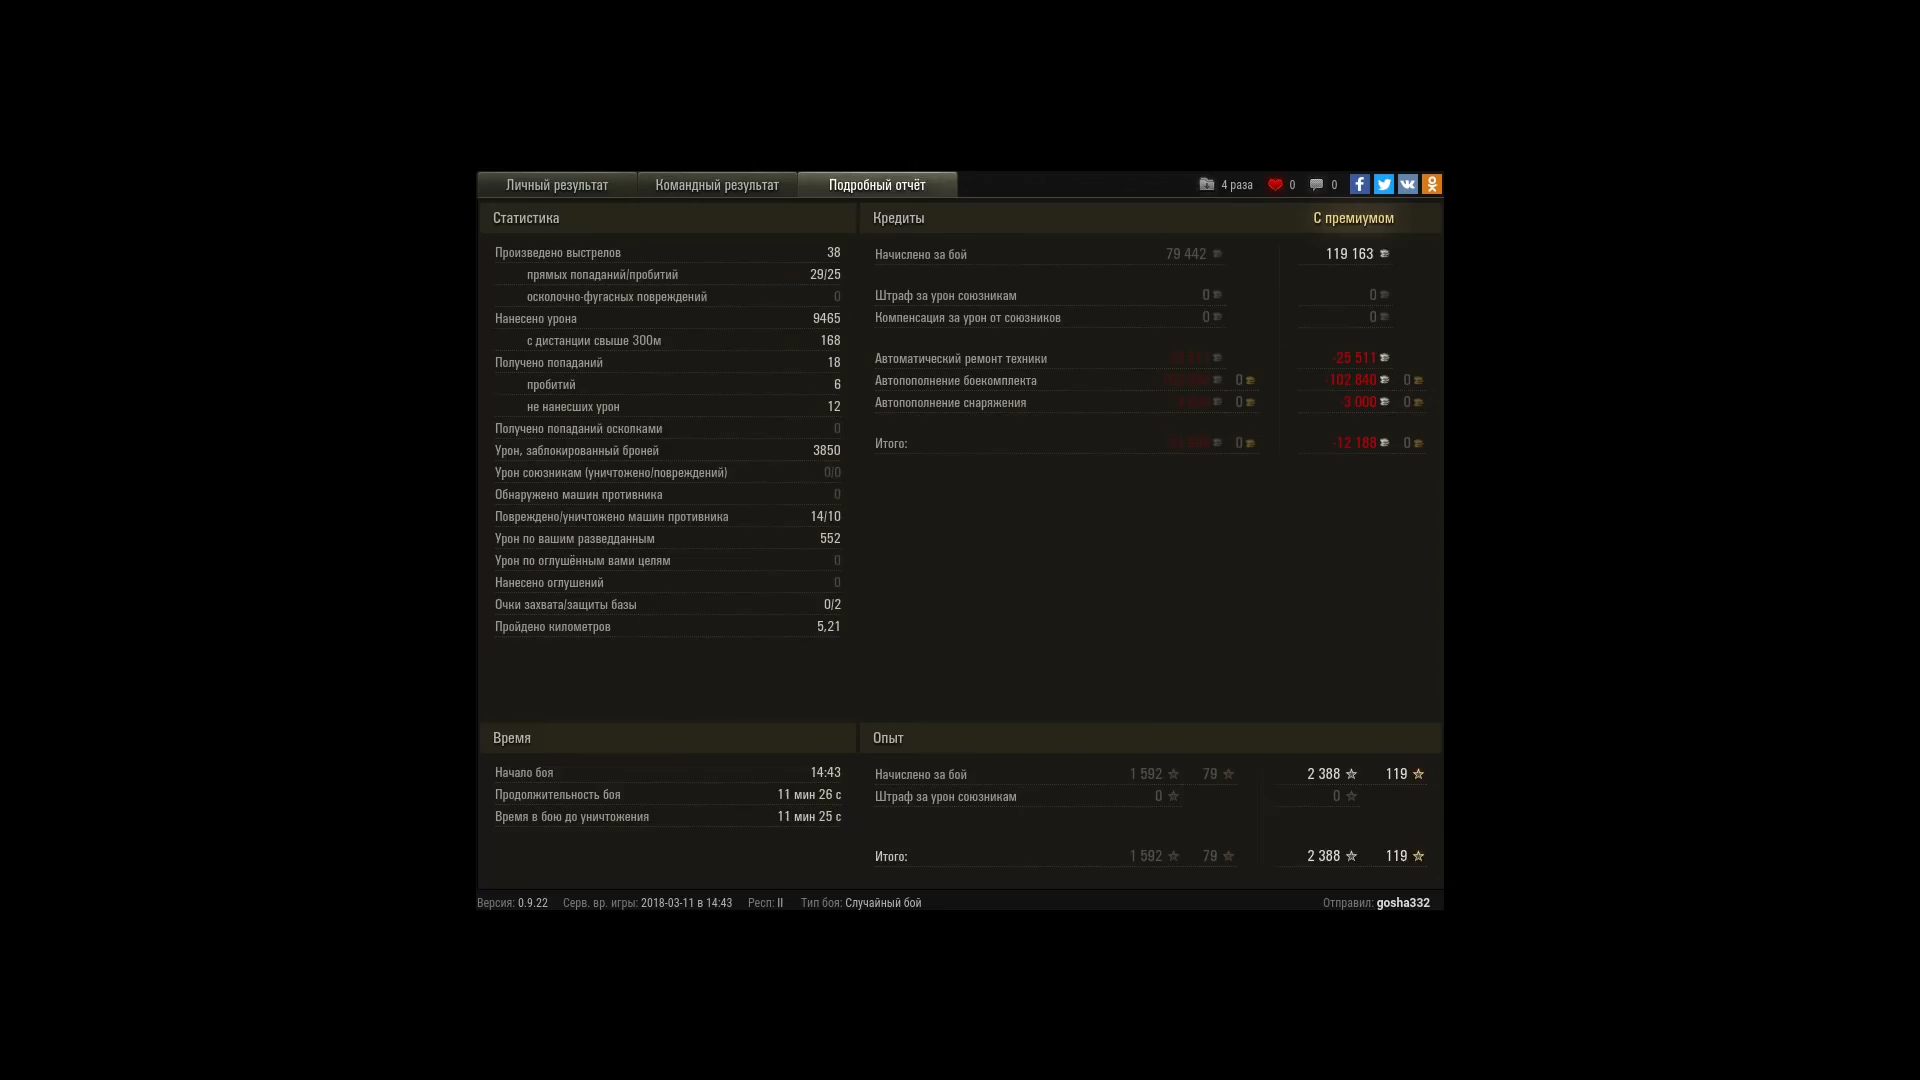 Личный результат Командный результат Подробный отчёт 4 раза 0 0
Статистика
Произведено выстрелов 38
прямых попаданий/пробитий 29/25
осколочно-фугасных повреждений 0
Нанесено урона 9465
с дистанции свыше 300м 168
Получено попаданий 18
пробитий 6
не нанесших урон 12
Получено попаданий осколками 0
Урон, заблокированный броней 3850
Урон союзникам (уничтожено/повреждений) 0/0
Обнаружено машин противника 0
Повреждено/уничтожено машин противника 14/10
Урон по вашим разведданным 552
Урон по оглушённым вами целям 0
Нанесено оглушений 0
Очки захвата/защиты базы 0/2
Пройдено километров 5,21
Кредиты С премиумом
Начислено за бой 79 442 119 163
Штраф за урон союзникам 0 0
Компенсация за урон от союзников 0 0
Автоматический ремонт техники -25 511
Автопополнение боекомплекта 0 -102 840 0
Автопополнение снаряжения 0 -3 000 0
Итого: 0 -12 188 0
Время
Начало боя 14:43
Продолжительность боя 11 мин 26 с
Время в бою до уничтожения 11 мин 25 с
Опыт
Начислено за бой 1 592 79 2 388 119
Штраф за урон союзникам 0 0
Итого: 1 592 79 2 388 119
Версия: 0.9.22 Серв. вр. игры: 2018-03-11 в 14:43 Респ: II Тип боя: Случайный бой Отправил: gosha332